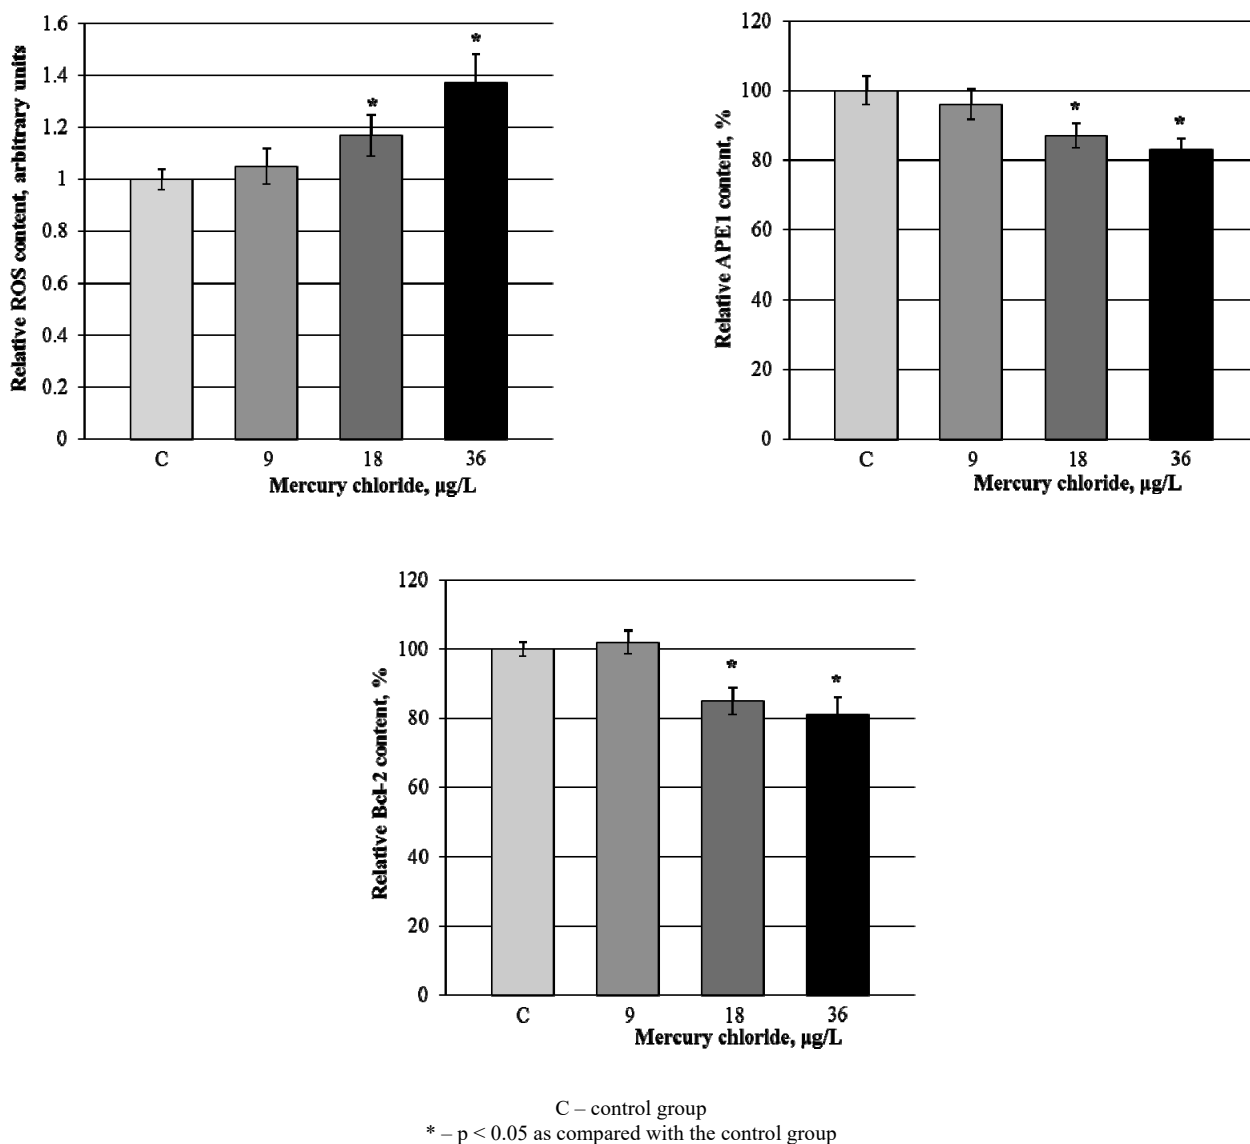 Relative ROS content, arbitrary units
1.6
1.4
1.2
1
0.8
0.6
0.4
0.2
0
*
*
C 9 18 36
Mercury chloride, µg/L
Relative APE1 content, %
120
100
80
60
40
20
0
*
*
C 9 18 36
Mercury chloride, µg/L
Relative Bcl-2 content, %
120
100
80
60
40
20
0
*
*
C 9 18 36
Mercury chloride, µg/L
C – control group
* – p < 0.05 as compared with the control group